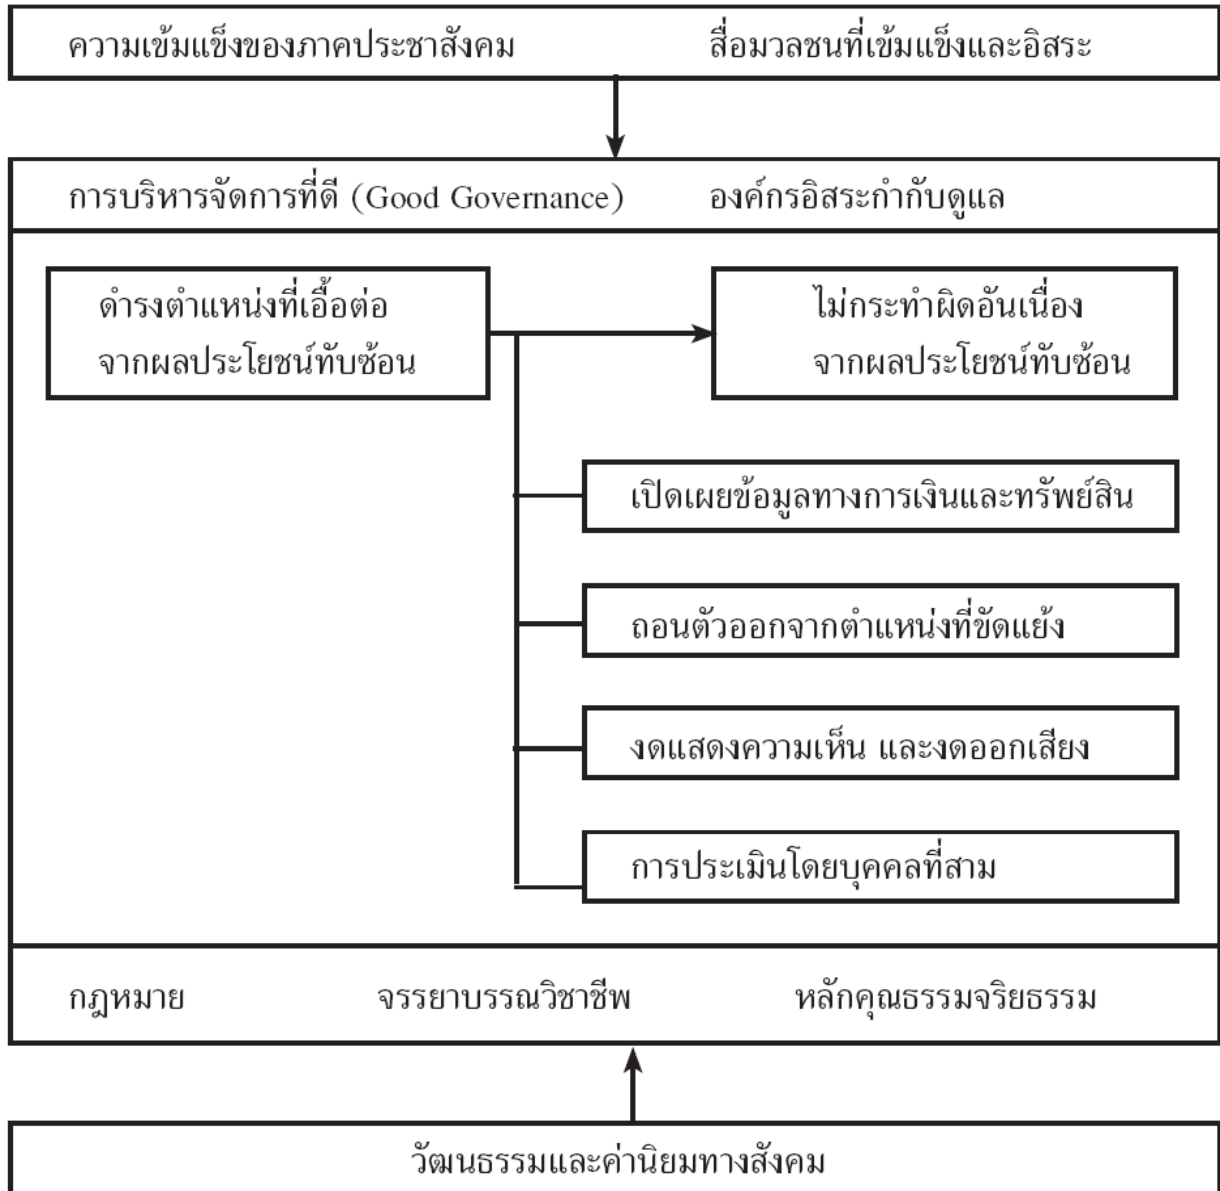 ความเข้มแข็งของภาคประชาสังคม สื่อมวลชนที่เข้มแข็งและอิสระ
การบริหารจัดการที่ดี (Good Governance) องค์กรอิสระกำกับดูแล
ดำรงตำแหน่งที่เอื้อต่อ
จากผลประโยชน์ทับซ้อน
ไม่กระทำผิดอันเนื่อง
จากผลประโยชน์ทับซ้อน
เปิดเผยข้อมูลทางการเงินและทรัพย์สิน
ถอนตัวออกจากตำแหน่งที่ขัดแย้ง
งดแสดงความเห็น และงดออกเสียง
การประเมินโดยบุคคลที่สาม
กฎหมาย จรรยาบรรณวิชาชีพ หลักคุณธรรมจริยธรรม
วัฒนธรรมและค่านิยมทางสังคม